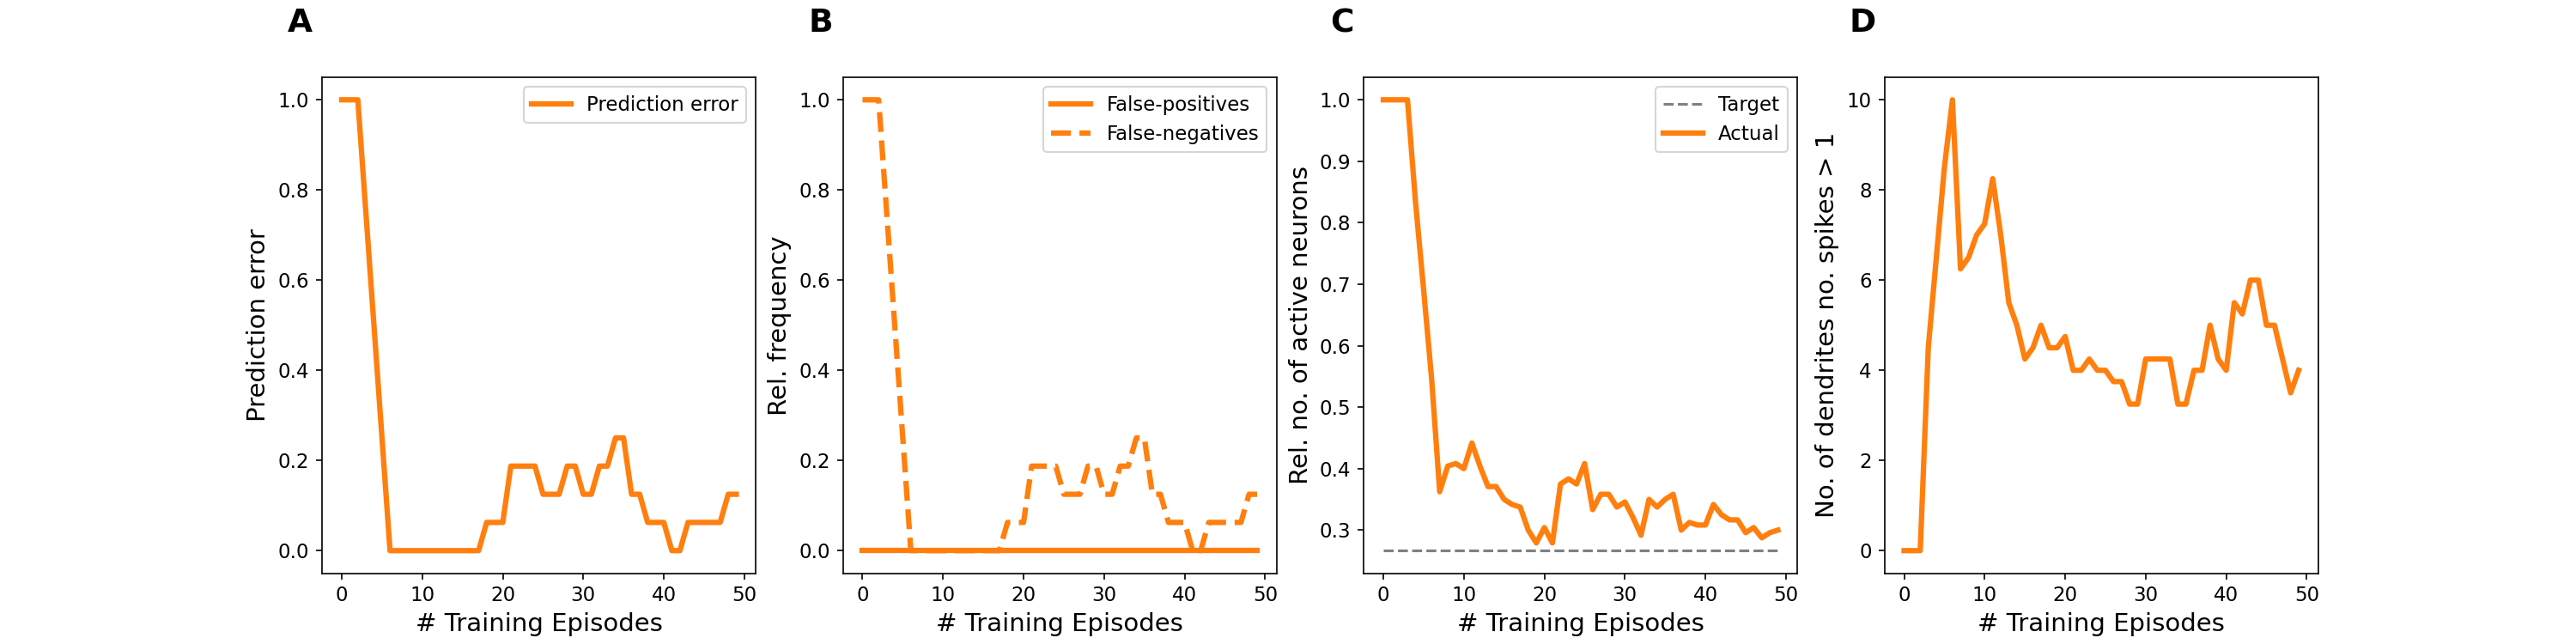 A
Prediction error
1.0
0.8
0.6
0.4
0.2
0.0
Prediction error
0 10 20 30 40 50
# Training Episodes
B
Rel. frequency
1.0
0.8
0.6
0.4
0.2
0.0
False-positives
False-negatives
0 10 20 30 40 50
# Training Episodes
C
Rel. no. of active neurons
1.0
0.9
0.8
0.7
0.6
0.5
0.4
0.3
Target
Actual
0 10 20 30 40 50
# Training Episodes
D
No. of dendrites no. spikes > 1
10
8
6
4
2
0
0 10 20 30 40 50
# Training Episodes